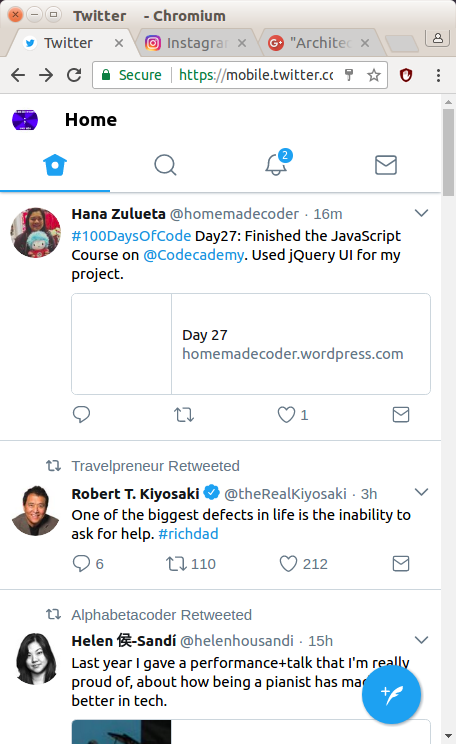 Twitter - Chromium
Twitter
Instagra
"Archite
Secure
https://mobile.twitter.co
Home
2
Hana Zulueta @homemadecoder · 16m
#100DaysOfCode Day27: Finished the JavaScript
Course on @Codecademy. Used jQuery UI for my
project.
Day 27
homemadecoder.wordpress.com
1
Travelpreneur Retweeted
Robert T. Kiyosaki @theRealKiyosaki · 3h
One of the biggest defects in life is the inability to
ask for help. #richdad
6 110 212
Alphabetacoder Retweeted
Helen 侯-Sandí @helenhousandi · 15h
Last year I gave a performance+talk that I'm really
proud of, about how being a pianist has
better in tech.